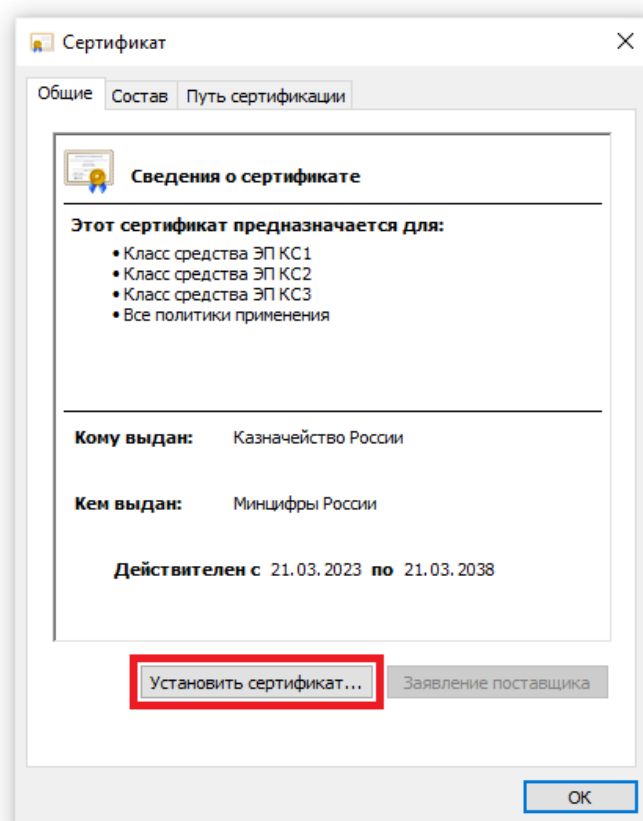 Сертификат
Общие Состав Путь сертификации
Сведения о сертификате
Этот сертификат предназначается для:
• Класс средства ЭП КС1
• Класс средства ЭП КС2
• Класс средства ЭП КС3
• Все политики применения
Кому выдан: Казначейство России
Кем выдан: Минцифры России
Действителен с 21.03.2023 по 21.03.2038
Установить сертификат... Заявление поставщика
ОК